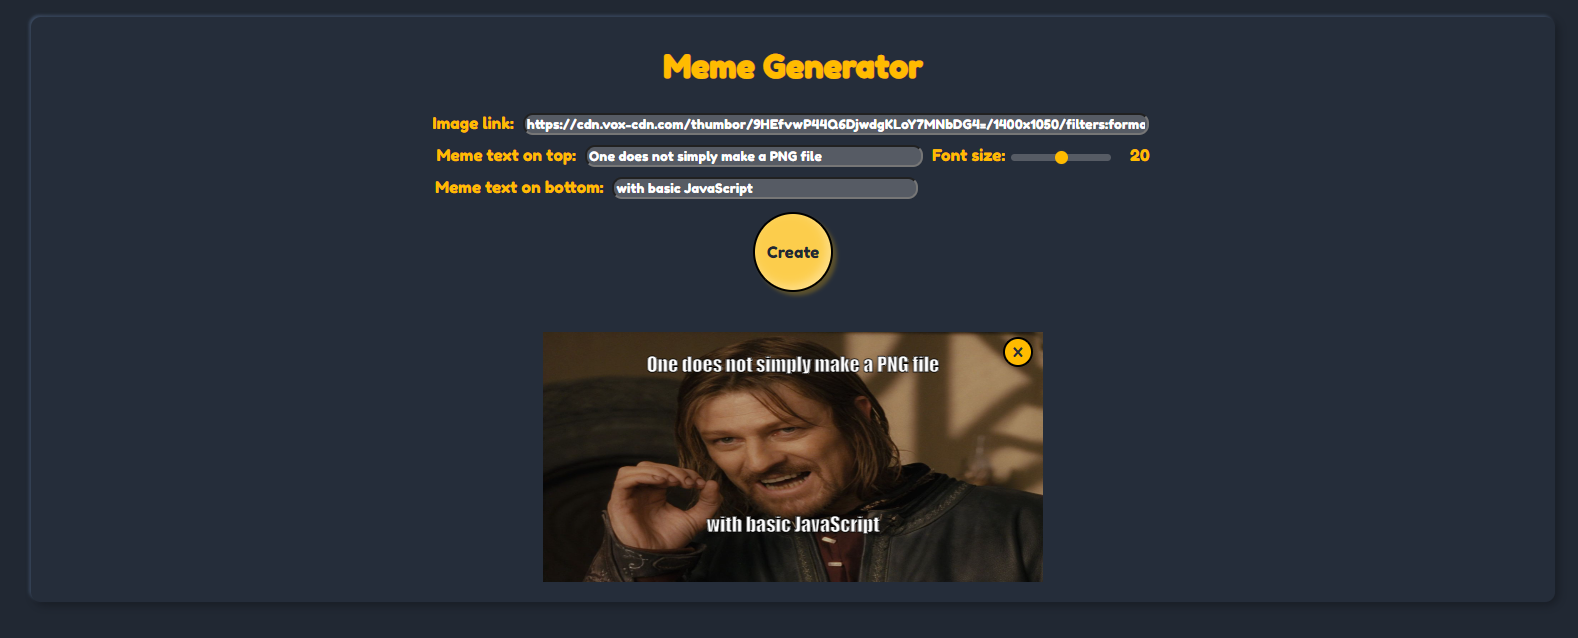 Meme Generator
Image link: https://cdn.vox-cdn.com/thumbor/9HEfvwP44Q6DjwdgKLoY7MNbDG4=/1400x1050/filters:forma
Meme text on top: One does not simply make a PNG file Font size: 20
Meme text on bottom: with basic JavaScript
Create
One does not simply make a PNG file ×
with basic JavaScript